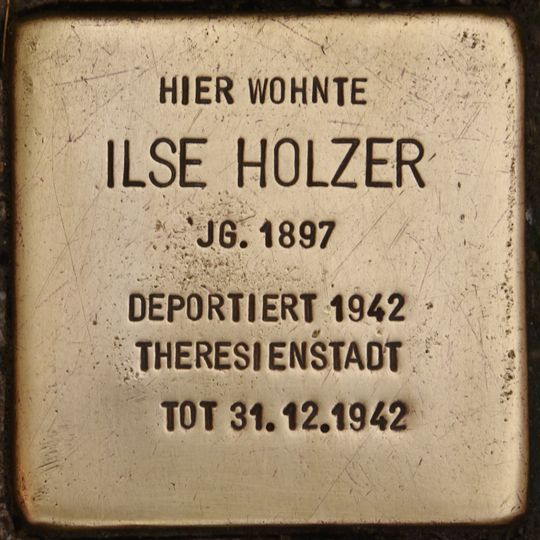 HIER WOHNTE
ILSE HOLZER
JG. 1897
DEPORTIERT 1942
THERESIENSTADT
TOT 31.12.1942